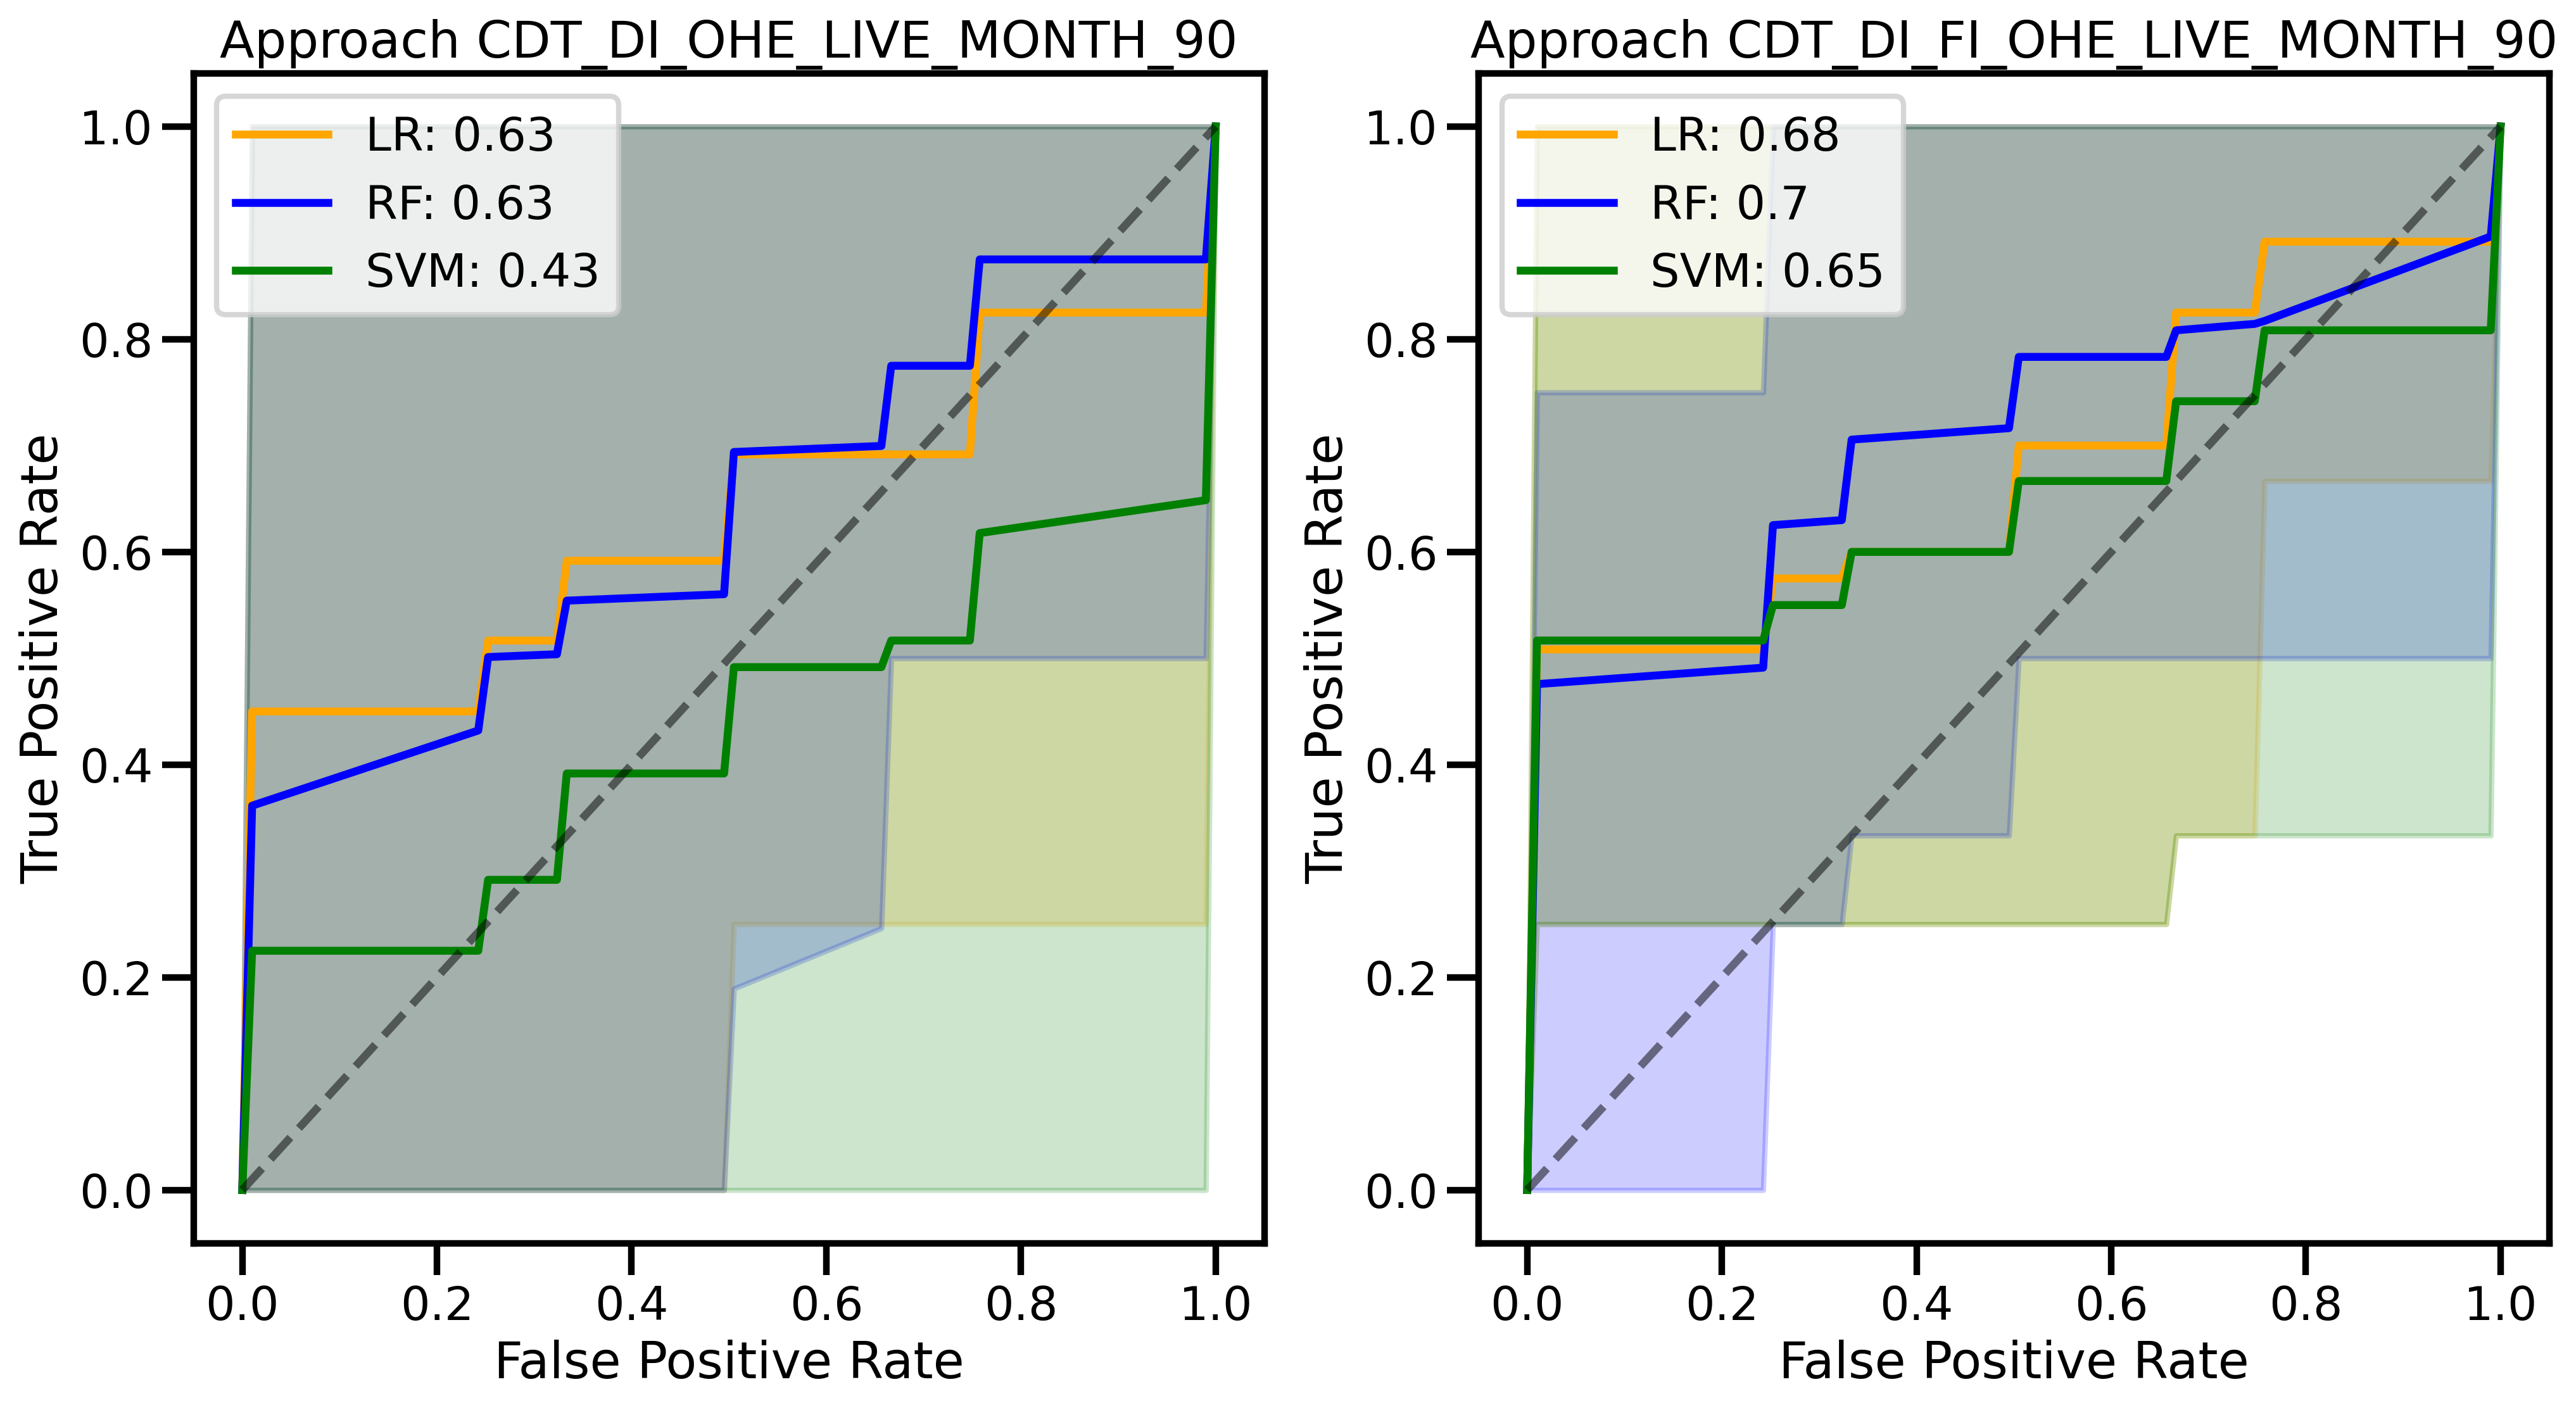 Approach CDT_DI_OHE_LIVE_MONTH_90
LR: 0.63
RF: 0.63
SVM: 0.43
True Positive Rate
1.0
0.8
0.6
0.4
0.2
0.0
0.0 0.2 0.4 0.6 0.8 1.0
False Positive Rate
Approach CDT_DI_FI_OHE_LIVE_MONTH_90
LR: 0.68
RF: 0.7
SVM: 0.65
True Positive Rate
1.0
0.8
0.6
0.4
0.2
0.0
0.0 0.2 0.4 0.6 0.8 1.0
False Positive Rate